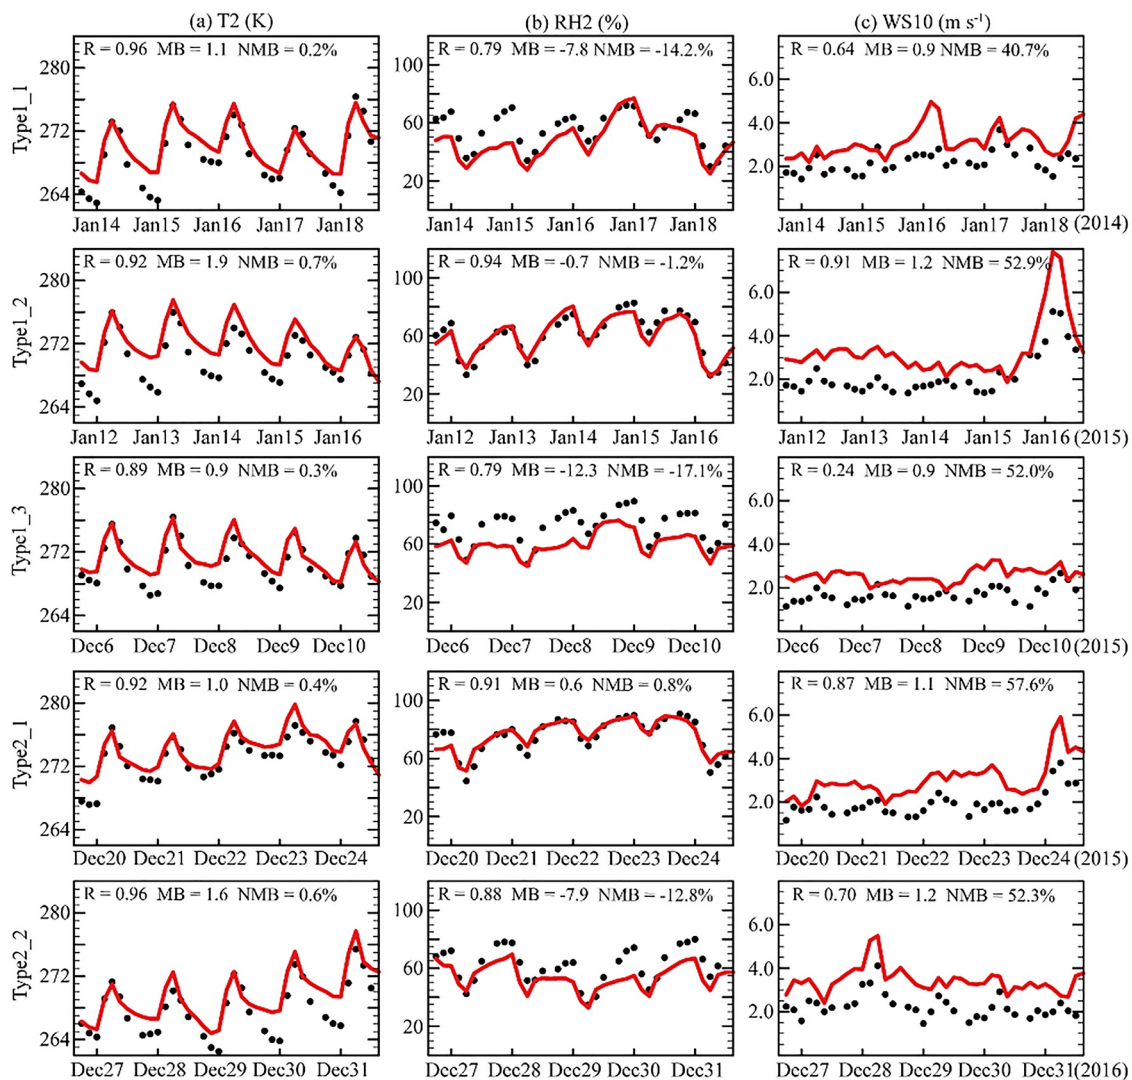 (a) T2 (K) (b) RH2 (%) (c) WS10 (m s⁻¹)
R = 0.96 MB = 1.1 NMB = 0.2% R = 0.79 MB = -7.8 NMB = -14.2% R = 0.64 MB = 0.9 NMB = 40.7%
Type1_1
280 272 264
100 60 20
6.0 4.0 2.0
Jan14 Jan15 Jan16 Jan17 Jan18 Jan14 Jan15 Jan16 Jan17 Jan18 Jan14 Jan15 Jan16 Jan17 Jan18 (2014)
R = 0.92 MB = 1.9 NMB = 0.7% R = 0.94 MB = -0.7 NMB = -1.2% R = 0.91 MB = 1.2 NMB = 52.9%
Type1_2
280 272 264
100 60 20
6.0 4.0 2.0
Jan12 Jan13 Jan14 Jan15 Jan16 Jan12 Jan13 Jan14 Jan15 Jan16 Jan12 Jan13 Jan14 Jan15 Jan16 (2015)
R = 0.89 MB = 0.9 NMB = 0.3% R = 0.79 MB = -12.3 NMB = -17.1% R = 0.24 MB = 0.9 NMB = 52.0%
Type1_3
280 272 264
100 60 20
6.0 4.0 2.0
Dec6 Dec7 Dec8 Dec9 Dec10 Dec6 Dec7 Dec8 Dec9 Dec10 Dec6 Dec7 Dec8 Dec9 Dec10 (2015)
R = 0.92 MB = 1.0 NMB = 0.4% R = 0.91 MB = 0.6 NMB = 0.8% R = 0.87 MB = 1.1 NMB = 57.6%
Type2_1
280 272 264
100 60 20
6.0 4.0 2.0
Dec20 Dec21 Dec22 Dec23 Dec24 Dec20 Dec21 Dec22 Dec23 Dec24 Dec20 Dec21 Dec22 Dec23 Dec24 (2015)
R = 0.96 MB = 1.6 NMB = 0.6% R = 0.88 MB = -7.9 NMB = -12.8% R = 0.70 MB = 1.2 NMB = 52.3%
Type2_2
280 272 264
100 60 20
6.0 4.0 2.0
Dec27 Dec28 Dec29 Dec30 Dec31 Dec27 Dec28 Dec29 Dec30 Dec31 Dec27 Dec28 Dec29 Dec30 Dec31 (2016)